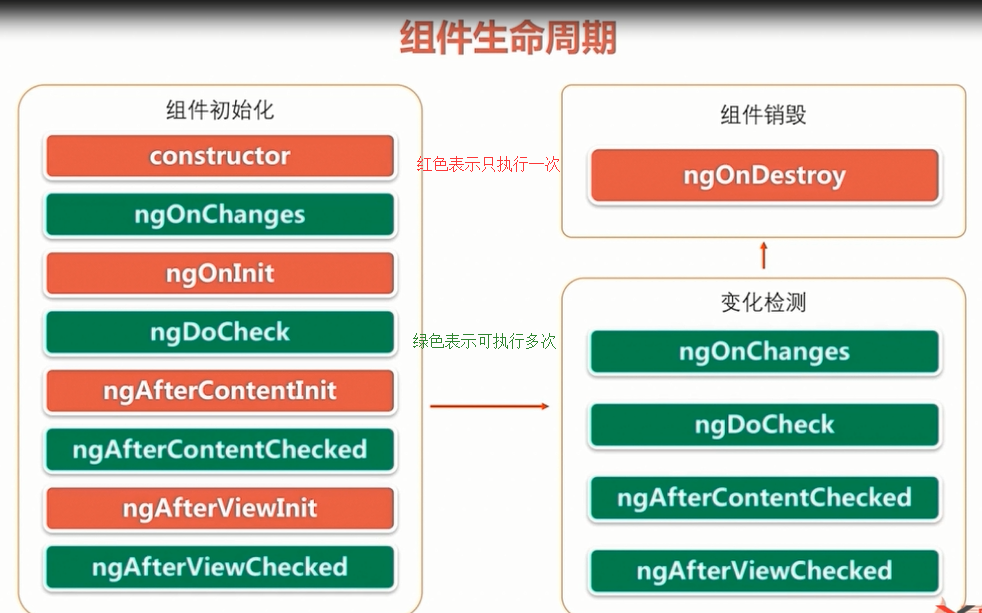 组件生命周期
组件初始化
constructor
ngOnChanges
ngOnInit
ngDoCheck
ngAfterContentInit
ngAfterContentChecked
ngAfterViewInit
ngAfterViewChecked
红色表示只执行一次
绿色表示可执行多次
组件销毁
ngOnDestroy
变化检测
ngOnChanges
ngDoCheck
ngAfterContentChecked
ngAfterViewChecked